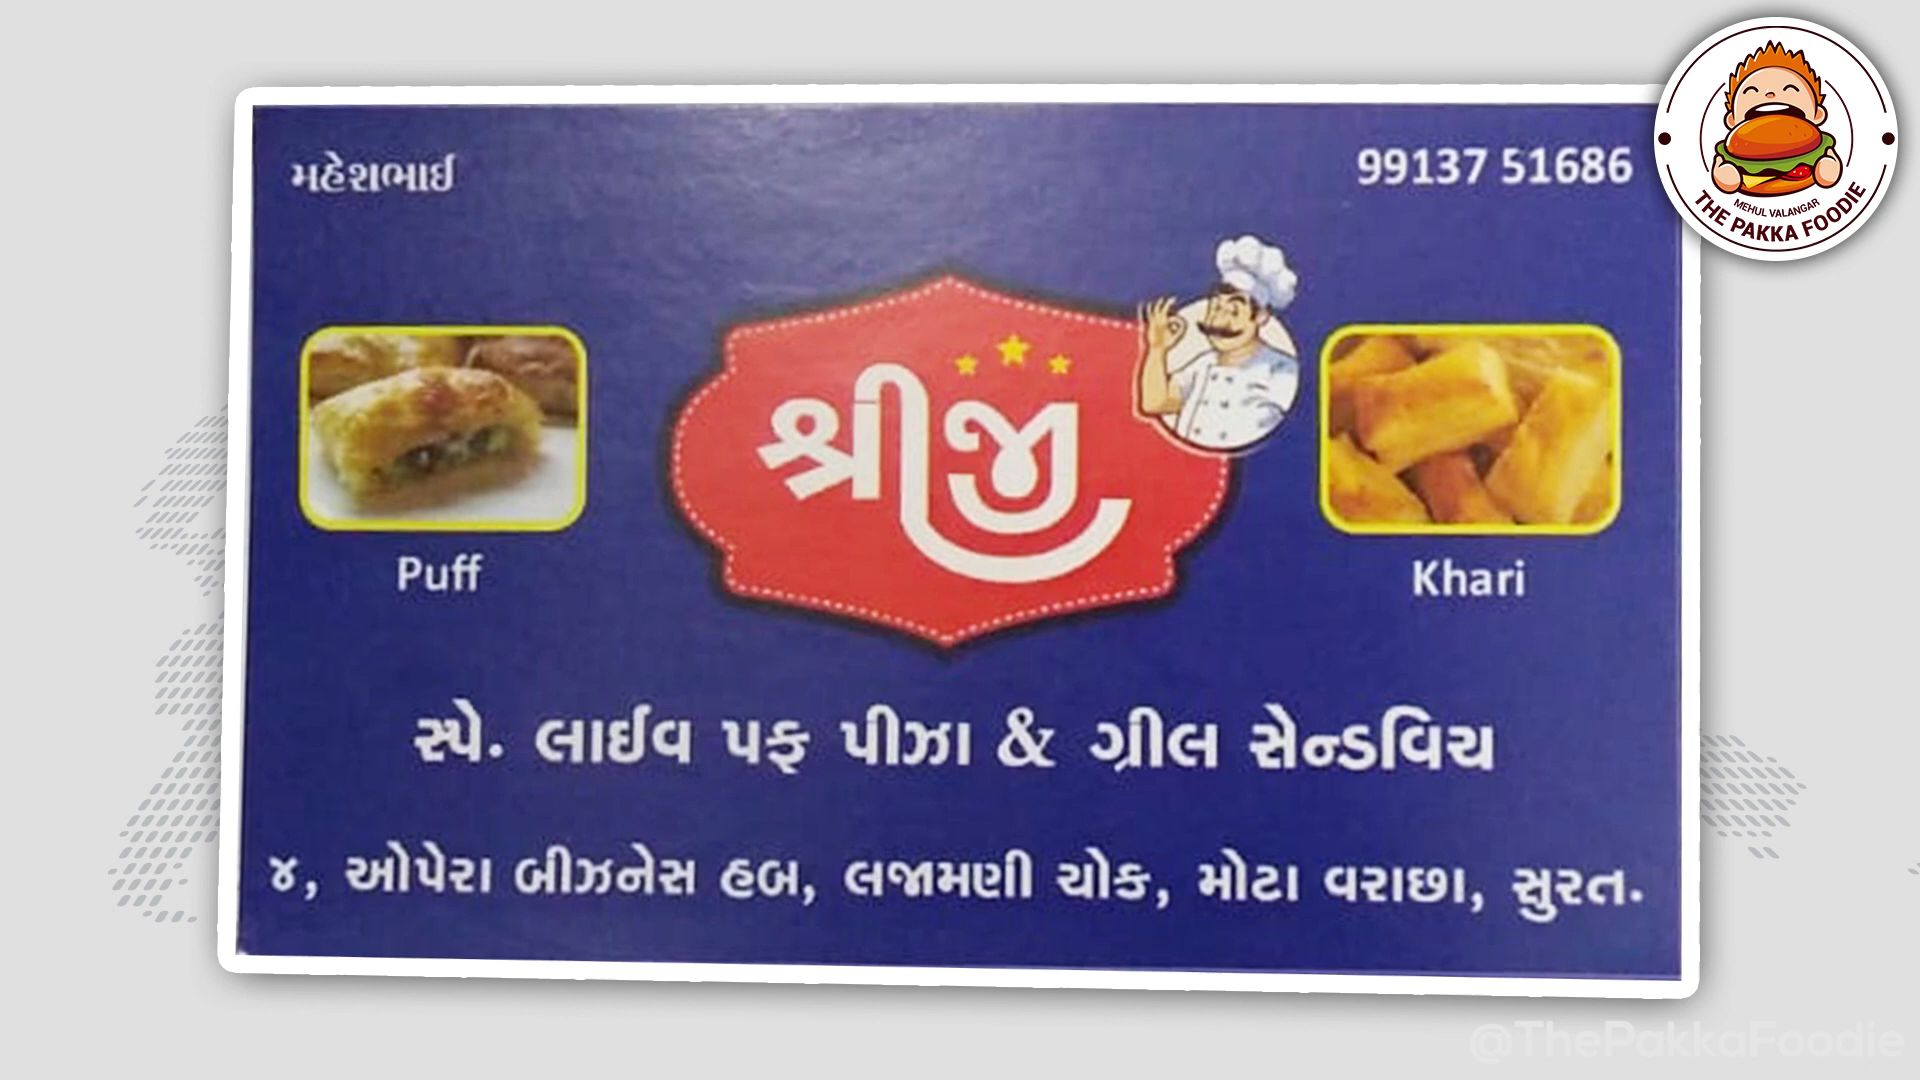 મહેશભાઈ
99137 51686
MEHUL VALANGAR
THE PAKKA FOODIE
શ્રીજી
Puff
Khari
સ્પે. લાઈવ પફ પીઝા & ગ્રીલ સેન્ડવિચ
૪, ઓપેરા બીઝનેસ હબ, લજામણી ચોક, મોટા વરાછા, સુરત.
@ThePakkaFoodie